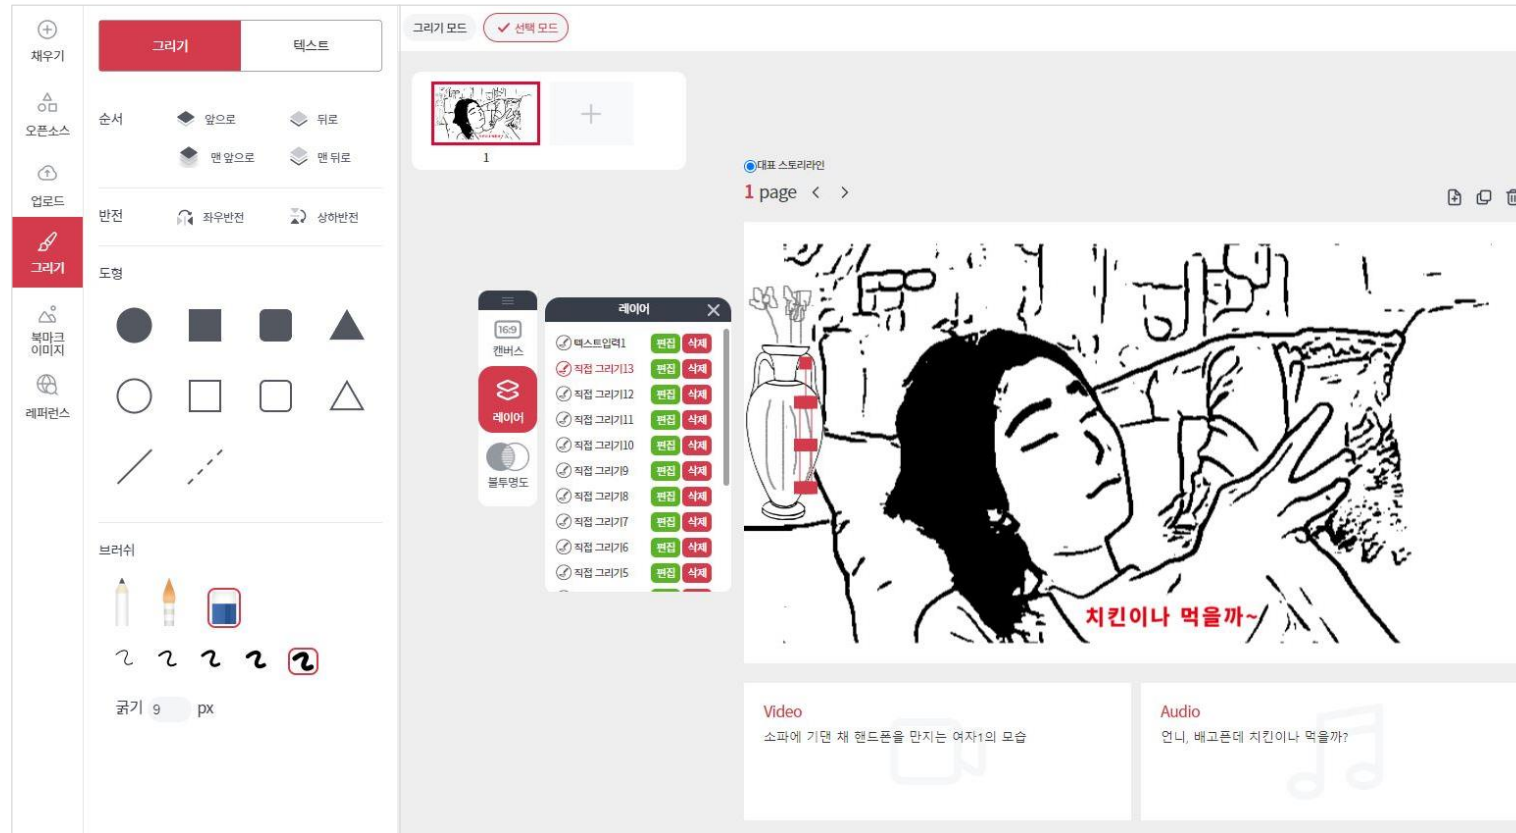 채우기
오픈소스
업로드
그리기
북마크
이미지
레퍼런스
그리기 텍스트
순서 앞으로 뒤로
맨 앞으로 맨 뒤로
반전 좌우반전 상하반전
도형
브러쉬
굵기 9 px
그리기 모드 선택 모드
1
대표 스토리라인
1 page
16:9
캔버스
레이어
불투명도
레이어
텍스트입력1 편집 삭제
직접 그리기13 편집 삭제
직접 그리기12 편집 삭제
직접 그리기11 편집 삭제
직접 그리기10 편집 삭제
직접 그리기9 편집 삭제
직접 그리기8 편집 삭제
직접 그리기7 편집 삭제
직접 그리기6 편집 삭제
직접 그리기5 편집 삭제
치킨이나 먹을까~
Video
소파에 기댄 채 핸드폰을 만지는 여자1의 모습
Audio
언니, 배고픈데 치킨이나 먹을까?